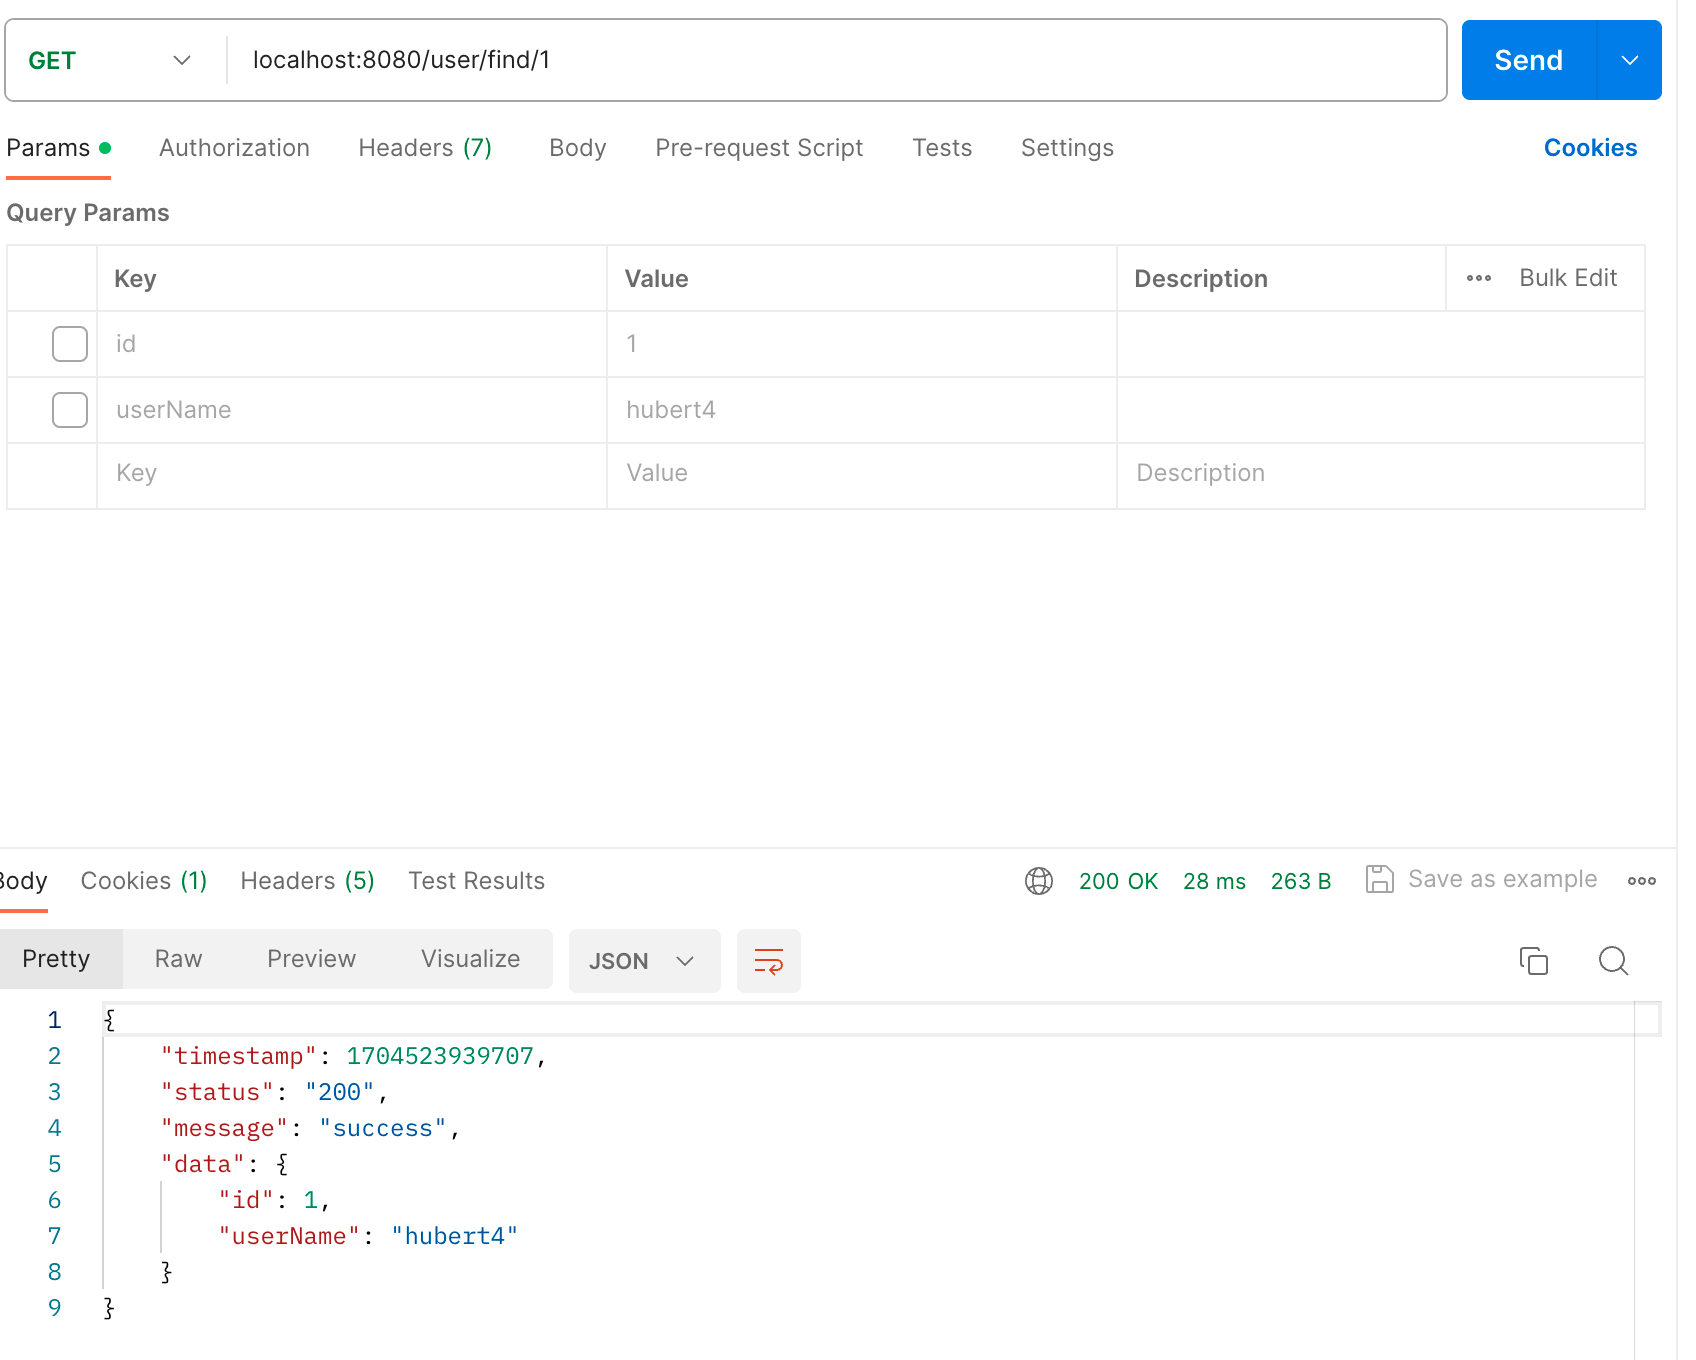 GET localhost:8080/user/find/1 Send
Params Authorization Headers (7) Body Pre-request Script Tests Settings Cookies
Query Params
Key Value Description Bulk Edit
id 1
userName hubert4
Key Value Description
Body Cookies (1) Headers (5) Test Results 200 OK 28 ms 263 B Save as example
Pretty Raw Preview Visualize JSON
1 {
2 "timestamp": 1704523939707,
3 "status": "200",
4 "message": "success",
5 "data": {
6 "id": 1,
7 "userName": "hubert4"
8 }
9 }